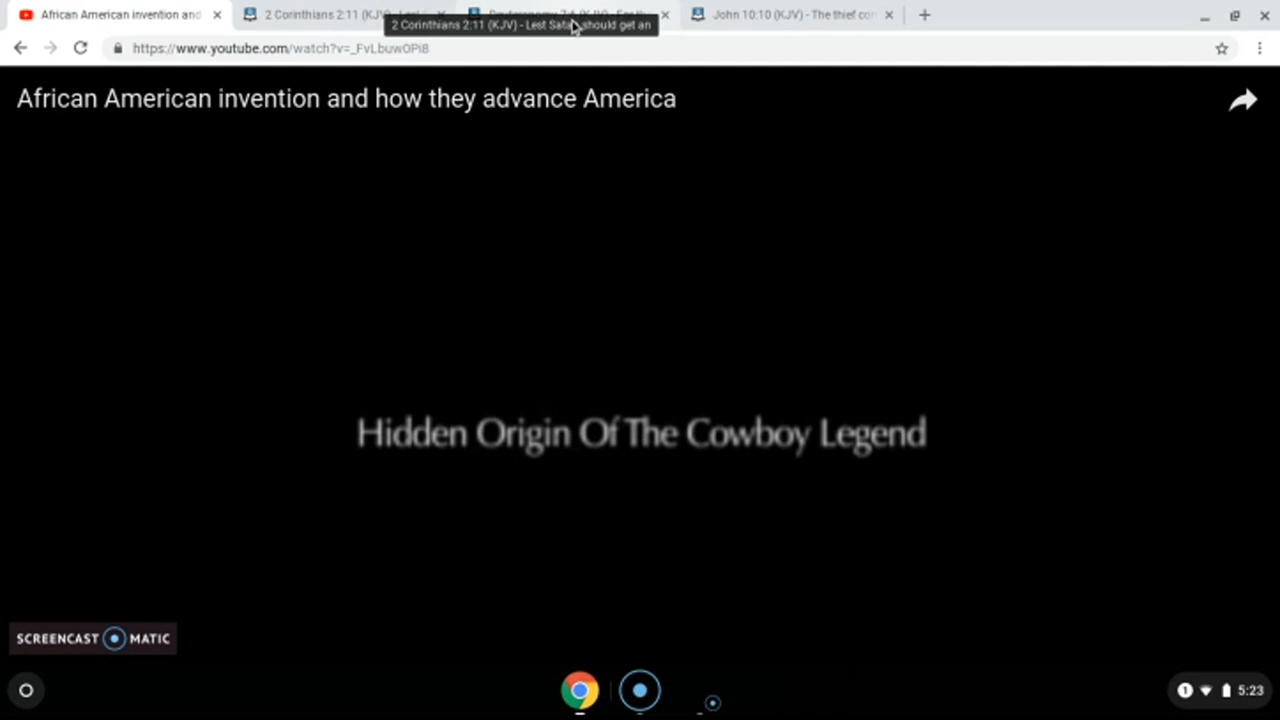 African American invention and
2 Corinthians 2:11 (KJV)
John 10:10 (KJV) - The thief con
2 Corinthians 2:11 (KJV) - Lest Satan should get an
https://www.youtube.com/watch?v=_FvLbuwOPi8
African American invention and how they advance America
Hidden Origin Of The Cowboy Legend
SCREENCAST MATIC
1
5:23